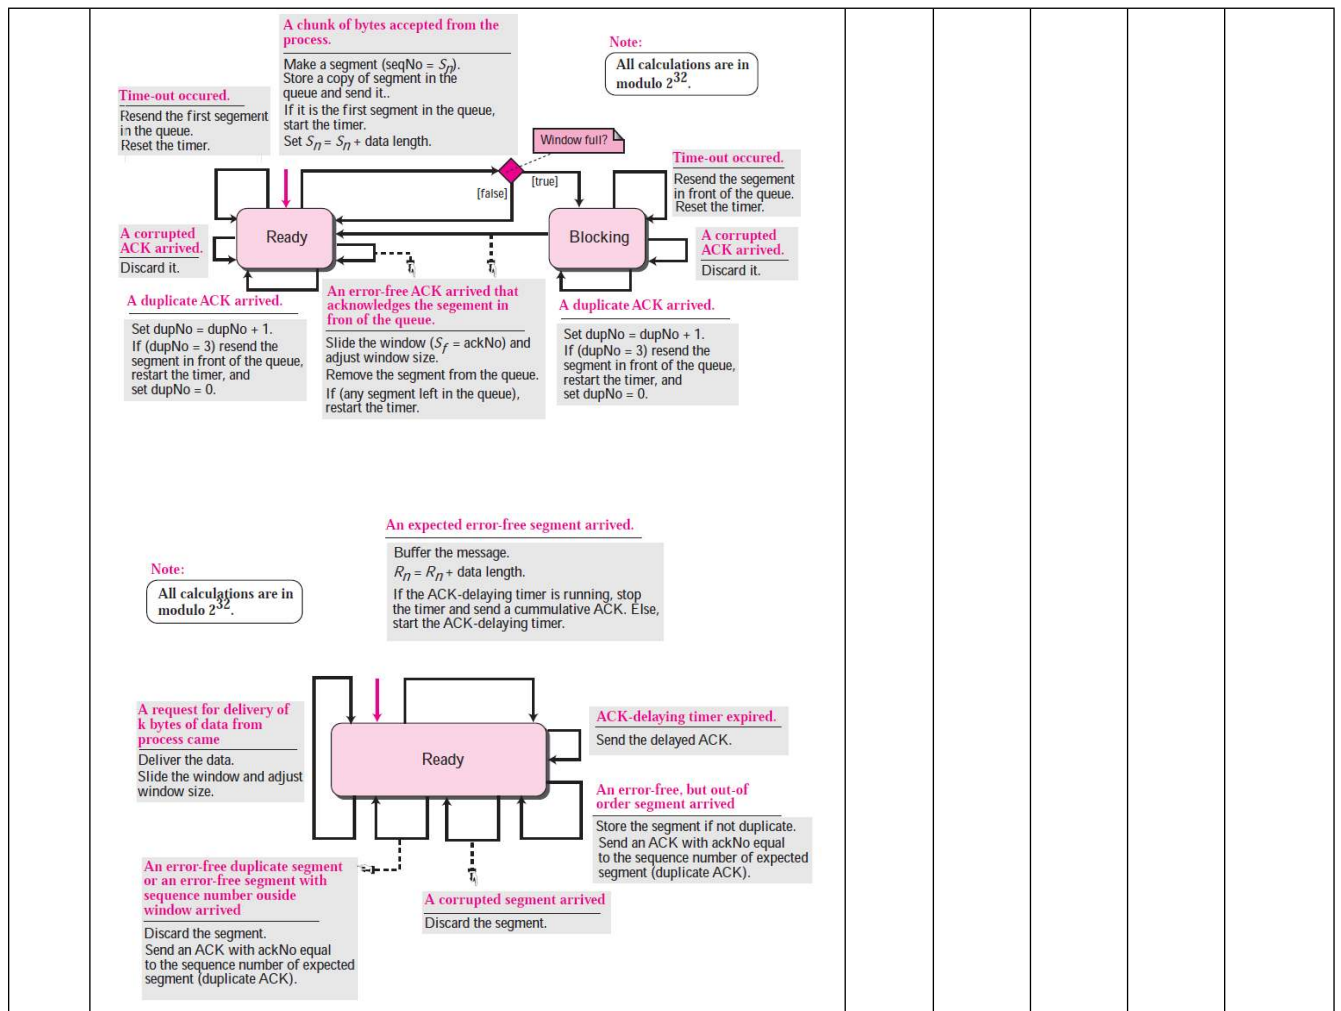 A chunk of bytes accepted from the
process.
Make a segment (seqNo = Sn).
Store a copy of segment in the
queue and send it..
If it is the first segment in the queue,
start the timer.
Set Sn = Sn + data length.
Note:
All calculations are in
modulo 2^32.
Time-out occured.
Resend the first segement
in the queue.
Reset the timer.
Window full?
[true]
[false]
Time-out occured.
Resend the segement
in front of the queue.
Reset the timer.
Ready
Blocking
A corrupted
ACK arrived.
Discard it.
A corrupted
ACK arrived.
Discard it.
A duplicate ACK arrived.
Set dupNo = dupNo + 1.
If (dupNo = 3) resend the
segment in front of the queue,
restart the timer, and
set dupNo = 0.
An error-free ACK arrived that
acknowledges the segement in
fron of the queue.
Slide the window (Sf = ackNo) and
adjust window size.
Remove the segment from the queue.
If (any segment left in the queue),
restart the timer.
A duplicate ACK arrived.
Set dupNo = dupNo + 1.
If (dupNo = 3) resend the
segment in front of the queue,
restart the timer, and
set dupNo = 0.
An expected error-free segment arrived.
Buffer the message.
Rn = Rn + data length.
If the ACK-delaying timer is running, stop
the timer and send a cummulative ACK. Else,
start the ACK-delaying timer.
Note:
All calculations are in
modulo 2^32.
A request for delivery of
k bytes of data from
process came
Deliver the data.
Slide the window and adjust
window size.
Ready
ACK-delaying timer expired.
Send the delayed ACK.
An error-free, but out-of
order segment arrived
Store the segment if not duplicate.
Send an ACK with ackNo equal
to the sequence number of expected
segment (duplicate ACK).
An error-free duplicate segment
or an error-free segment with
sequence number ouside
window arrived
Discard the segment.
Send an ACK with ackNo equal
to the sequence number of expected
segment (duplicate ACK).
A corrupted segment arrived
Discard the segment.